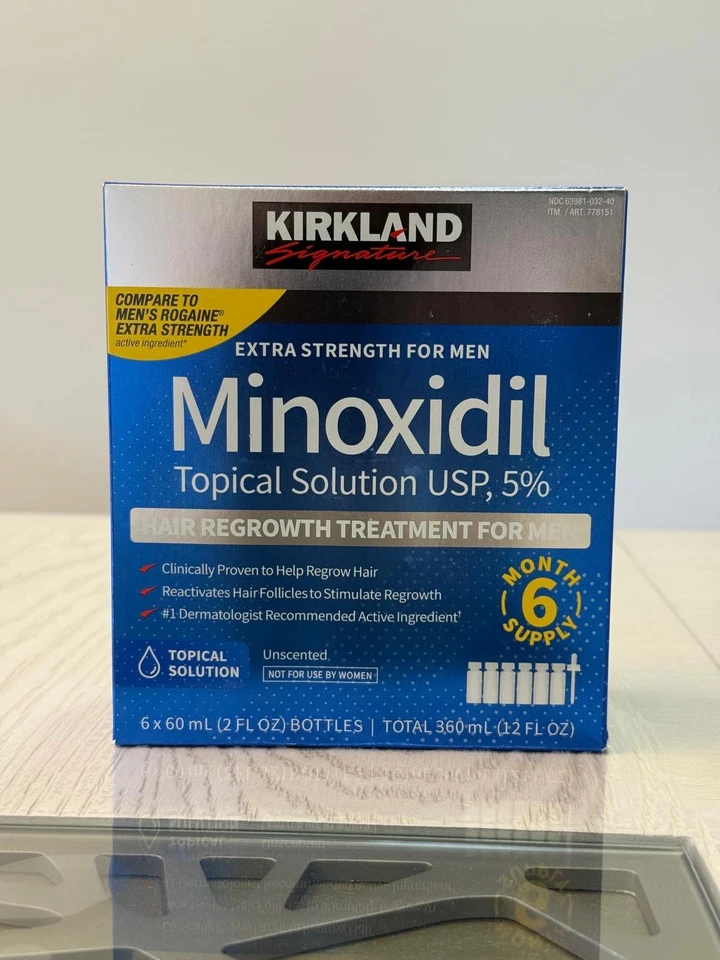 NDC 63981-032-40
ITM. / ART. 778151
KIRKLAND
Signature
COMPARE TO
MEN'S ROGAINE®
EXTRA STRENGTH
active ingredient*
EXTRA STRENGTH FOR MEN
Minoxidil
Topical Solution USP, 5%
HAIR REGROWTH TREATMENT FOR MEN
Clinically Proven to Help Regrow Hair
Reactivates Hair Follicles to Stimulate Regrowth
#1 Dermatologist Recommended Active Ingredient†
MONTH
6
SUPPLY
TOPICAL
SOLUTION
Unscented
NOT FOR USE BY WOMEN
6 x 60 mL (2 FL OZ) BOTTLES | TOTAL 360 mL (12 FL OZ)